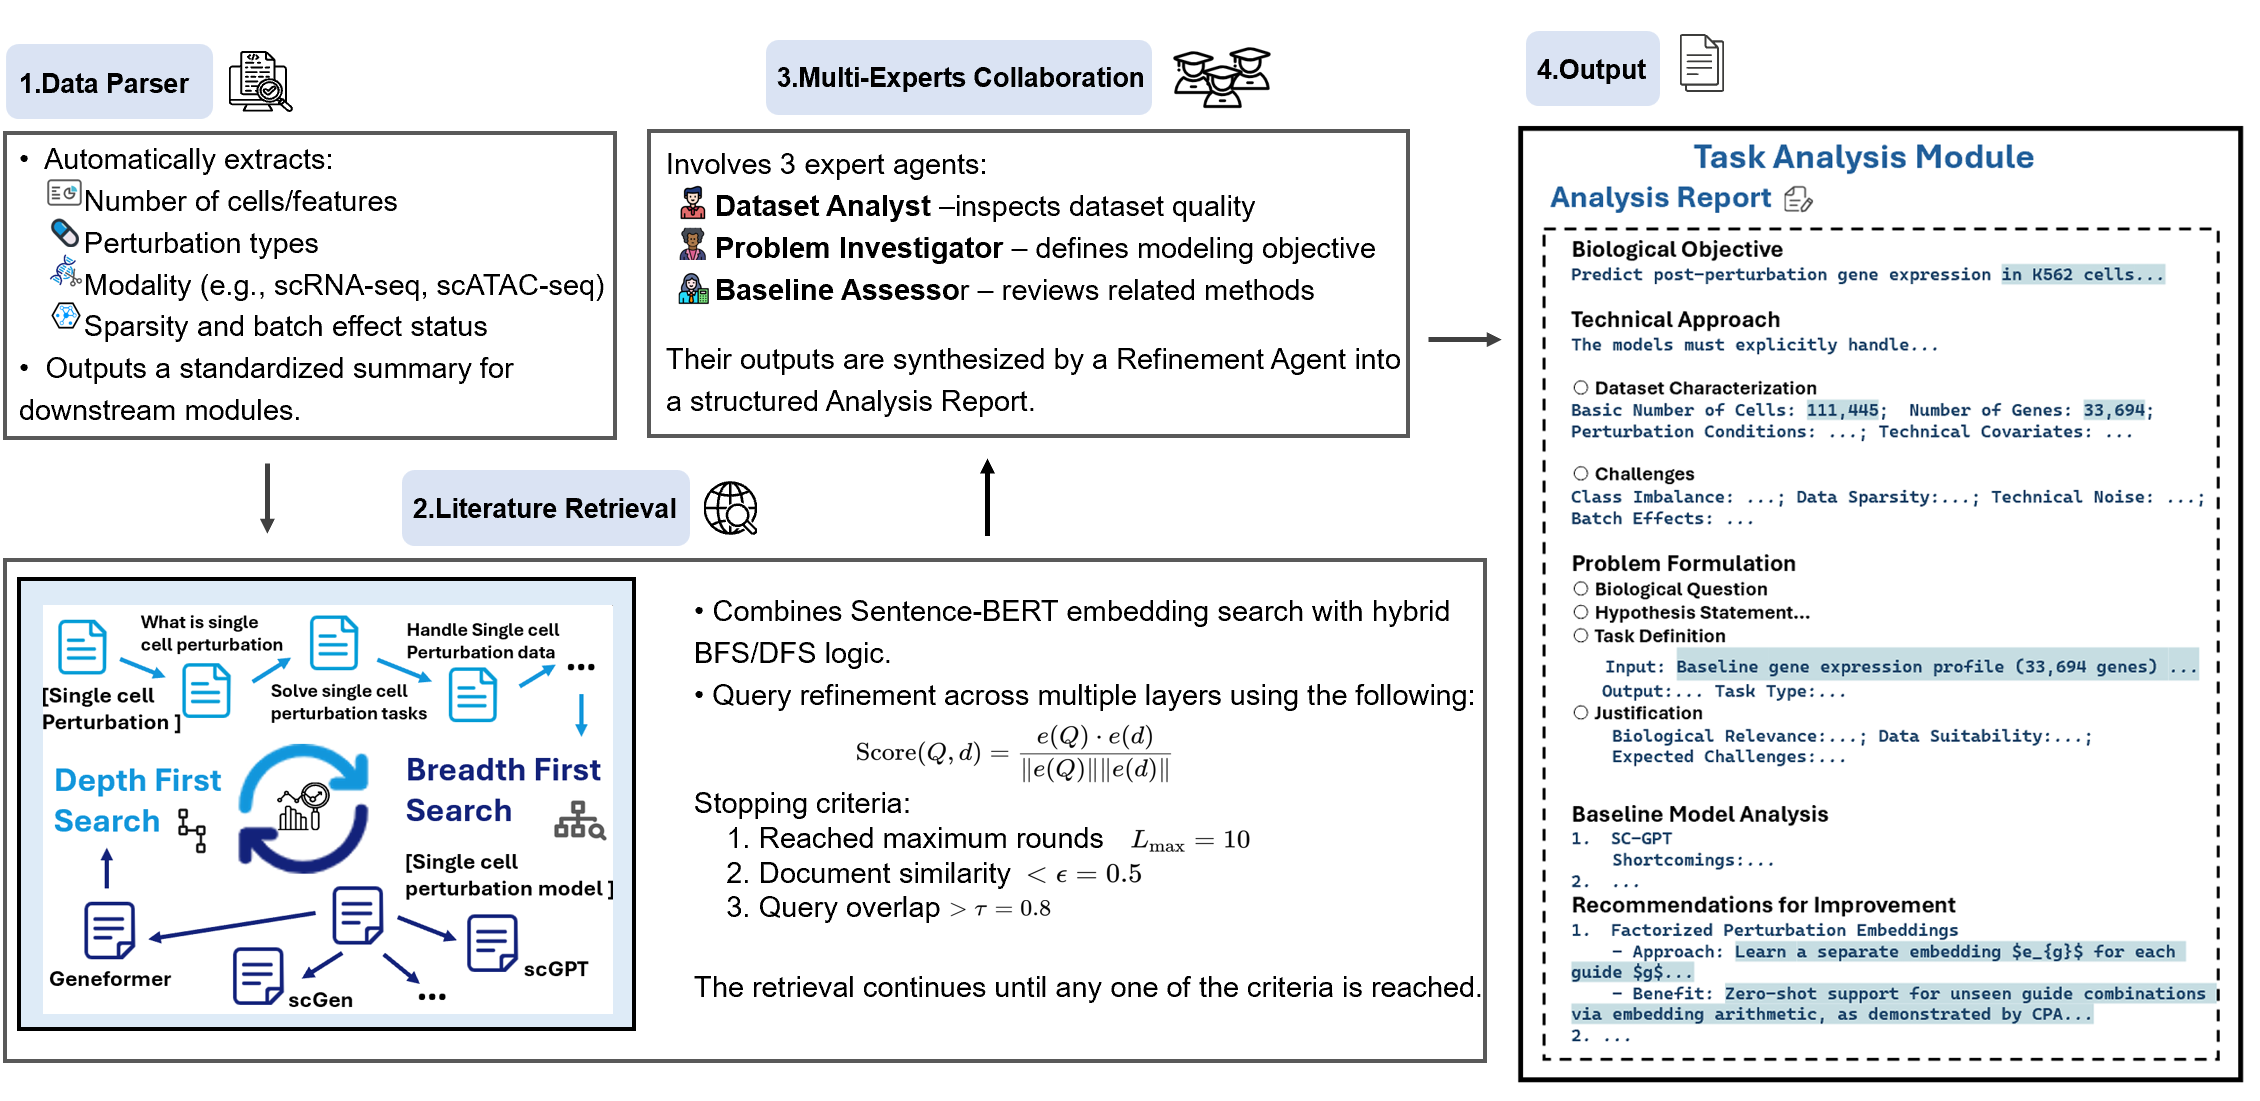 1.Data Parser
• Automatically extracts:
Number of cells/features
Perturbation types
Modality (e.g., scRNA-seq, scATAC-seq)
Sparsity and batch effect status
• Outputs a standardized summary for
downstream modules.
2.Literature Retrieval
What is single
cell perturbation
Handle Single cell
Perturbation data
...
[Single cell
Perturbation ]
Solve single cell
perturbation tasks
Depth First
Search
Breadth First
Search
[Single cell
perturbation model ]
Geneformer
scGen
...
scGPT
• Combines Sentence-BERT embedding search with hybrid
BFS/DFS logic.
• Query refinement across multiple layers using the following:
Score(Q, d) = e(Q) · e(d) / ‖e(Q)‖‖e(d)‖
Stopping criteria:
1. Reached maximum rounds L_max = 10
2. Document similarity < ϵ = 0.5
3. Query overlap > τ = 0.8
The retrieval continues until any one of the criteria is reached.
3.Multi-Experts Collaboration
Involves 3 expert agents:
Dataset Analyst –inspects dataset quality
Problem Investigator – defines modeling objective
Baseline Assessor – reviews related methods
Their outputs are synthesized by a Refinement Agent into
a structured Analysis Report.
4.Output
Task Analysis Module
Analysis Report
Biological Objective
Predict post-perturbation gene expression in K562 cells...
Technical Approach
The models must explicitly handle...
○ Dataset Characterization
Basic Number of Cells: 111,445; Number of Genes: 33,694;
Perturbation Conditions: ...; Technical Covariates: ...
○ Challenges
Class Imbalance: ...; Data Sparsity:...; Technical Noise: ...;
Batch Effects: ...
Problem Formulation
○ Biological Question
○ Hypothesis Statement...
○ Task Definition
Input: Baseline gene expression profile (33,694 genes) ...
Output:... Task Type:...
○ Justification
Biological Relevance:...; Data Suitability:...;
Expected Challenges:...
Baseline Model Analysis
1. SC-GPT
Shortcomings:...
2. ...
Recommendations for Improvement
1. Factorized Perturbation Embeddings
− Approach: Learn a separate embedding $e_{g}$ for each
guide $g$...
− Benefit: Zero-shot support for unseen guide combinations
via embedding arithmetic, as demonstrated by CPA...
2. ...